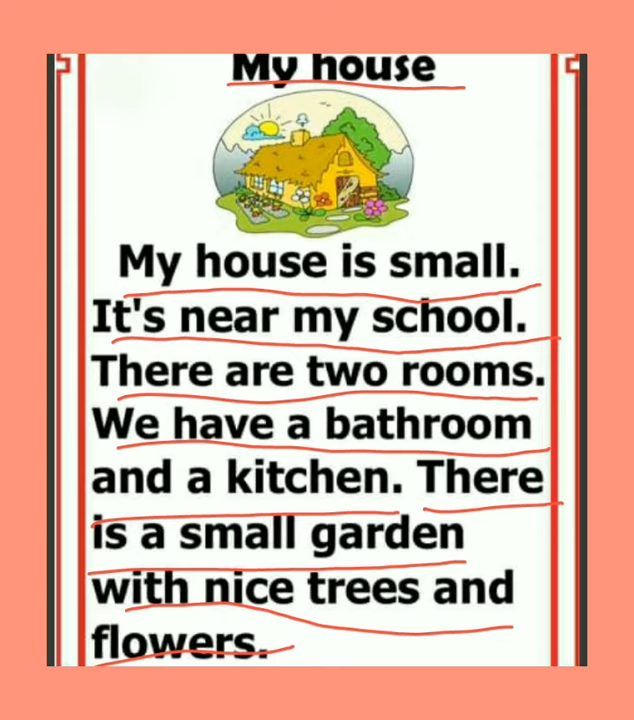 My house
My house is small.
It's near my school.
There are two rooms.
We have a bathroom
and a kitchen. There
is a small garden
with nice trees and
flowers.